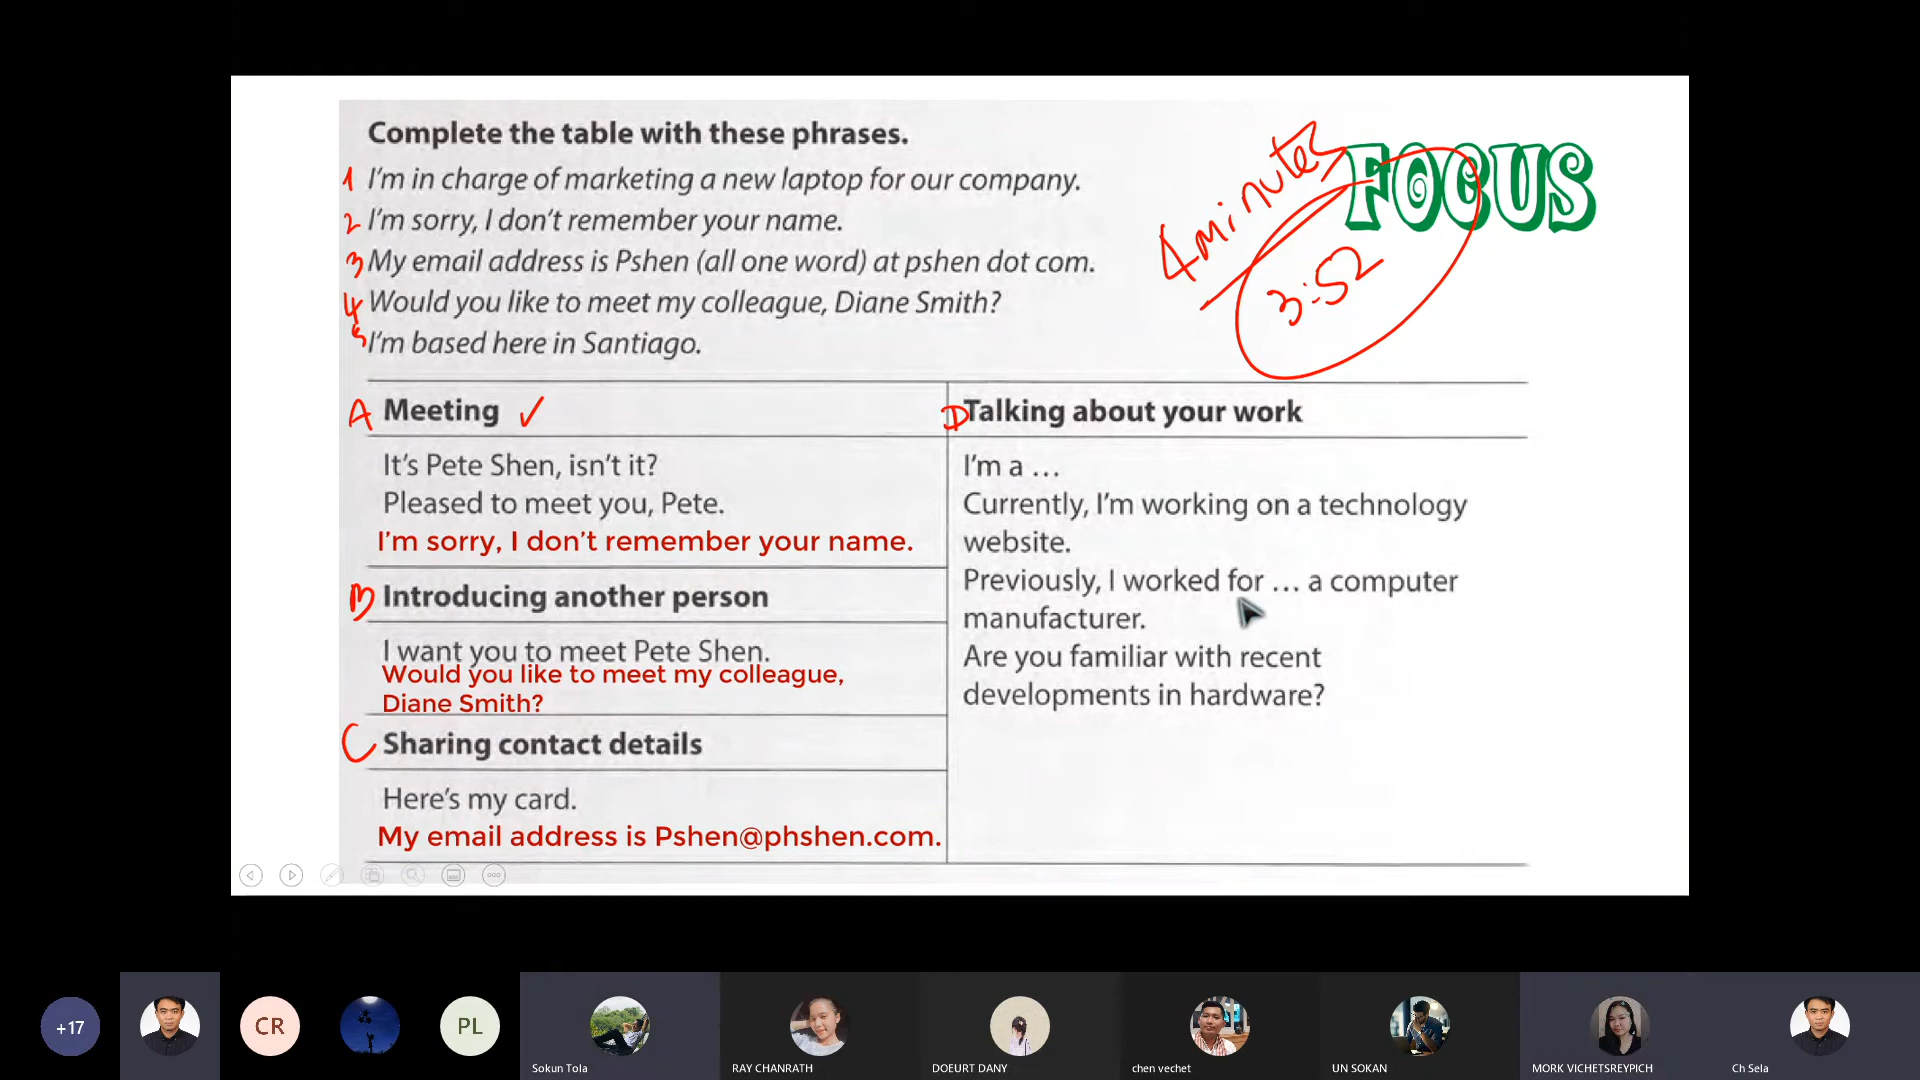 Complete the table with these phrases.
1 I'm in charge of marketing a new laptop for our company.
2 I'm sorry, I don't remember your name.
3 My email address is Pshen (all one word) at pshen dot com.
4 Would you like to meet my colleague, Diane Smith?
5 I'm based here in Santiago.
4 minutes
FOCUS
3:52
A Meeting ✓
It's Pete Shen, isn't it?
Pleased to meet you, Pete.
I'm sorry, I don't remember your name.
B Introducing another person
I want you to meet Pete Shen.
Would you like to meet my colleague,
Diane Smith?
C Sharing contact details
Here's my card.
My email address is Pshen@phshen.com.
D Talking about your work
I'm a …
Currently, I'm working on a technology
website.
Previously, I worked for … a computer
manufacturer.
Are you familiar with recent
developments in hardware?
+17
CR
PL
Sokun Tola
RAY CHANRATH
DOEURT DANY
chen vechet
UN SOKAN
MORK VICHETSREYPICH
Ch Sela